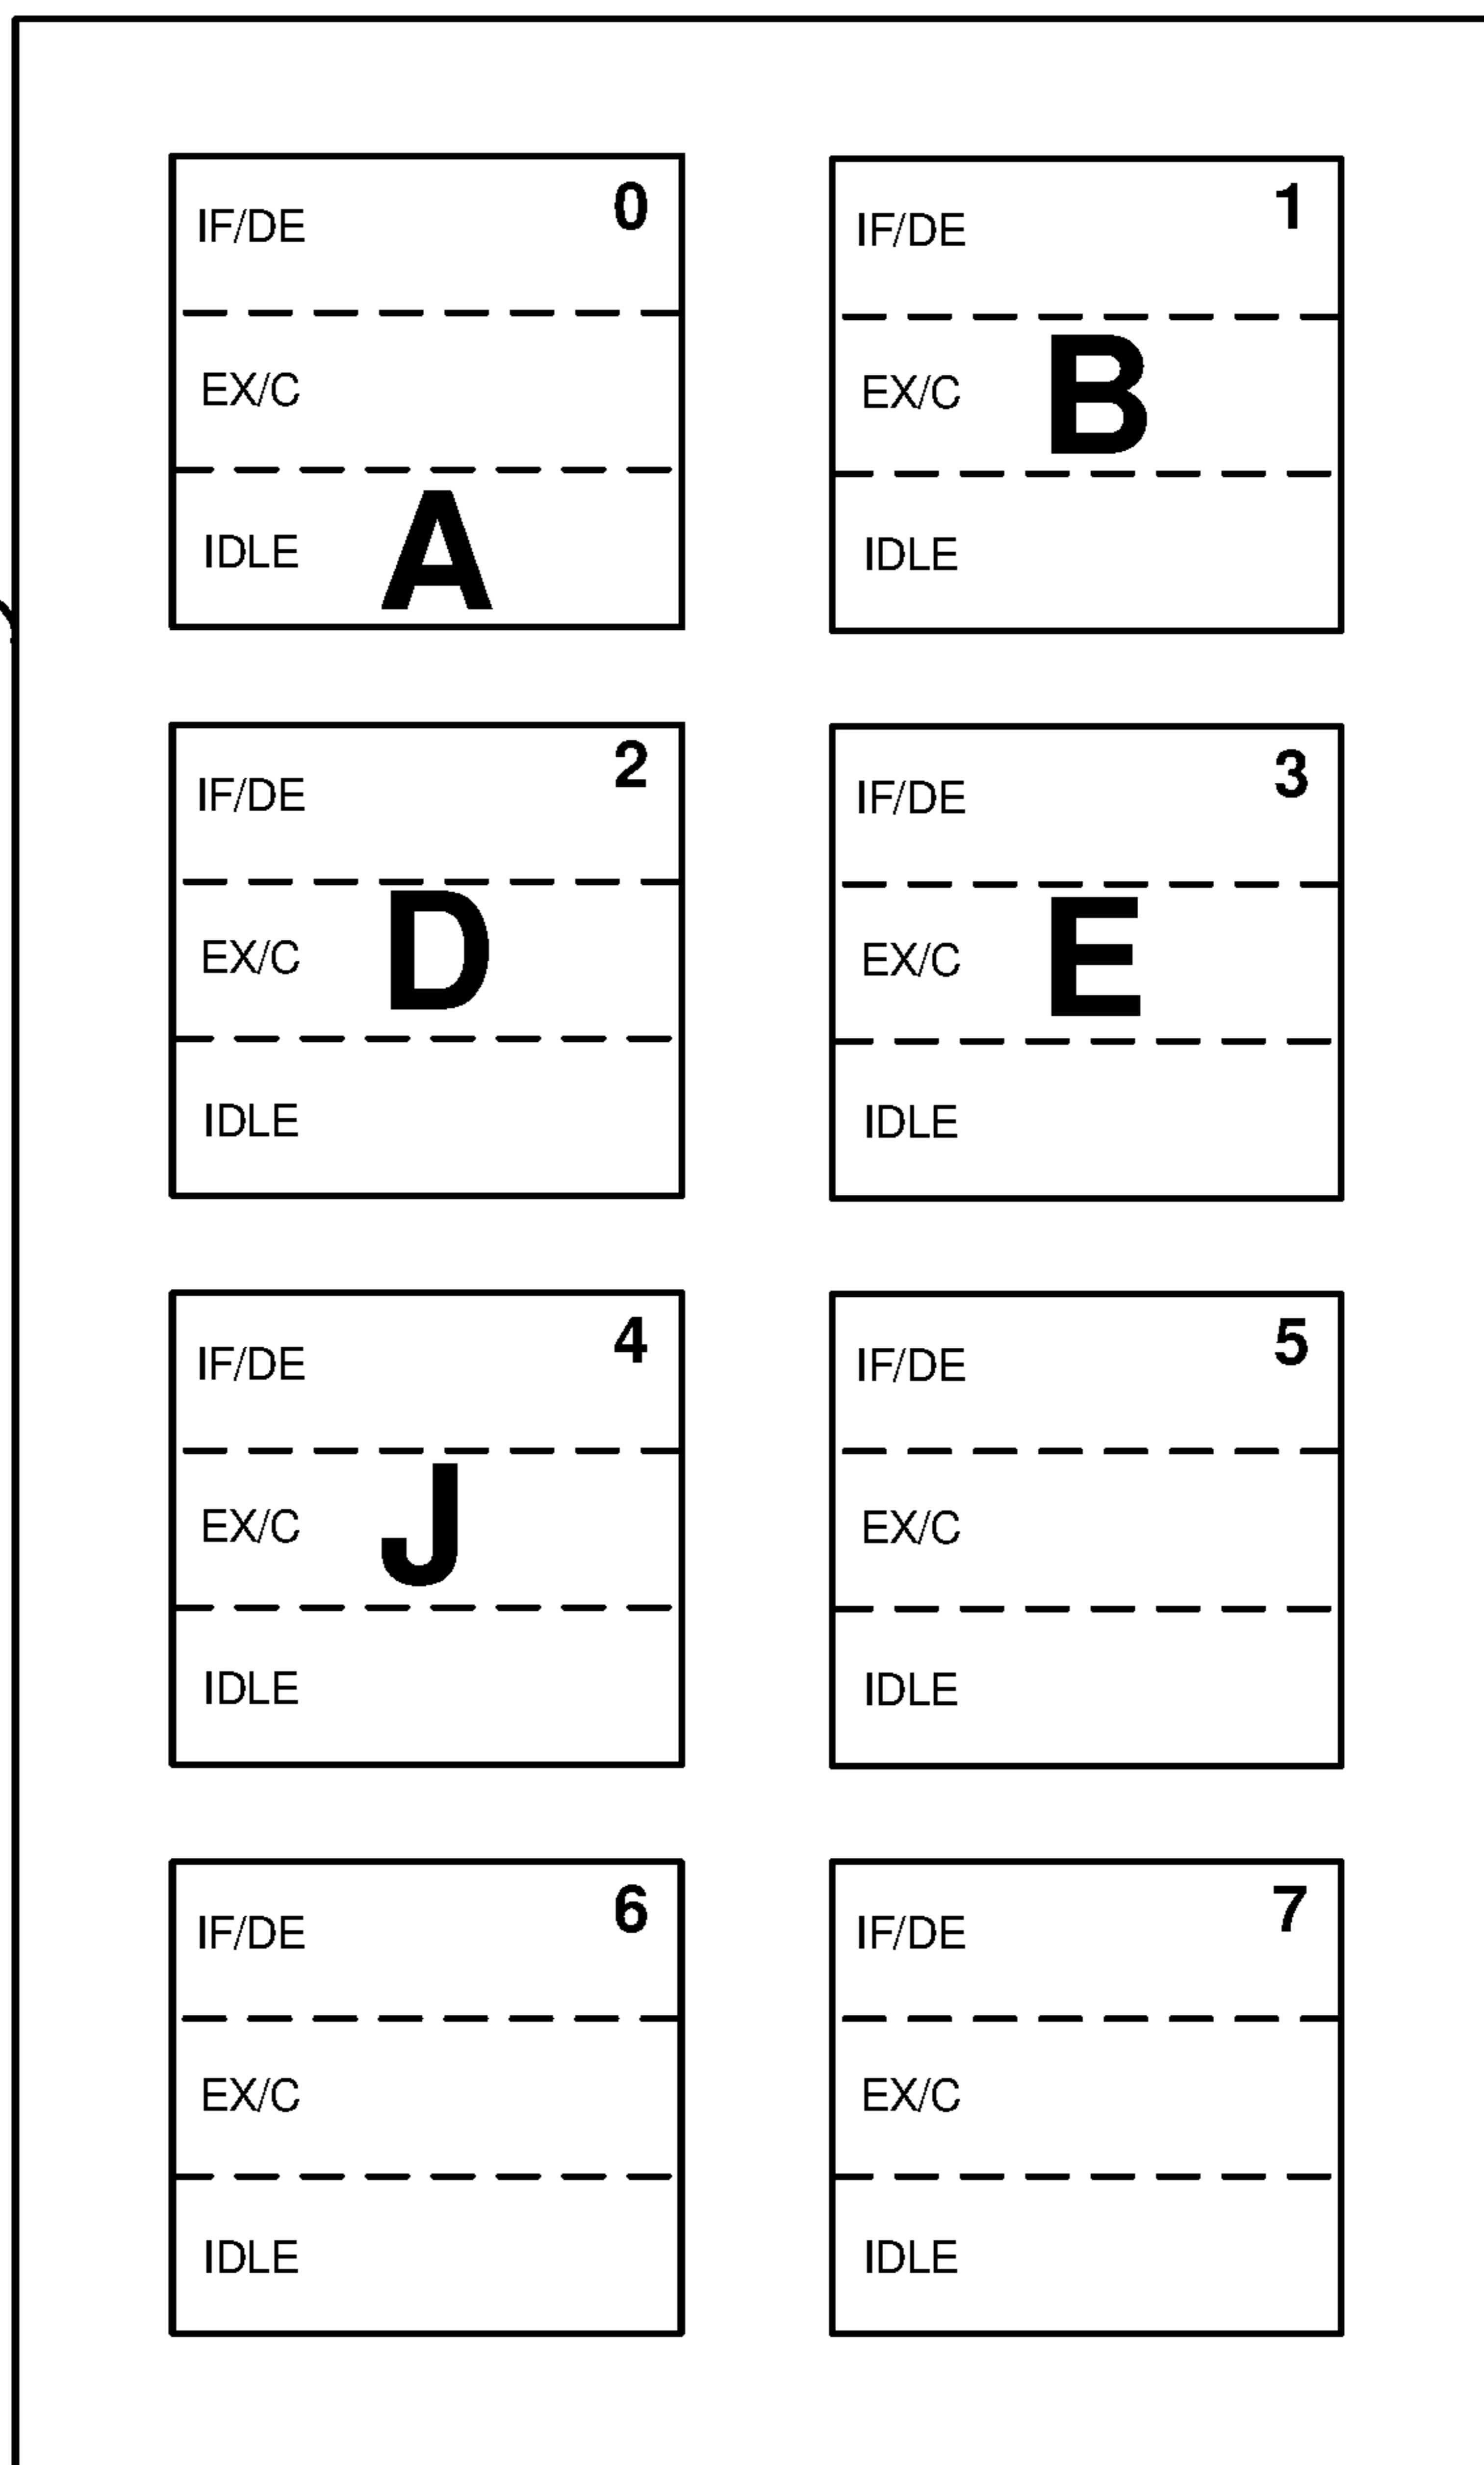 IF/DE 0
EX/C
IDLE A
IF/DE 1
EX/C B
IDLE
IF/DE 2
EX/C D
IDLE
IF/DE 3
EX/C E
IDLE
IF/DE 4
EX/C J
IDLE
IF/DE 5
EX/C
IDLE
IF/DE 6
EX/C
IDLE
IF/DE 7
EX/C
IDLE